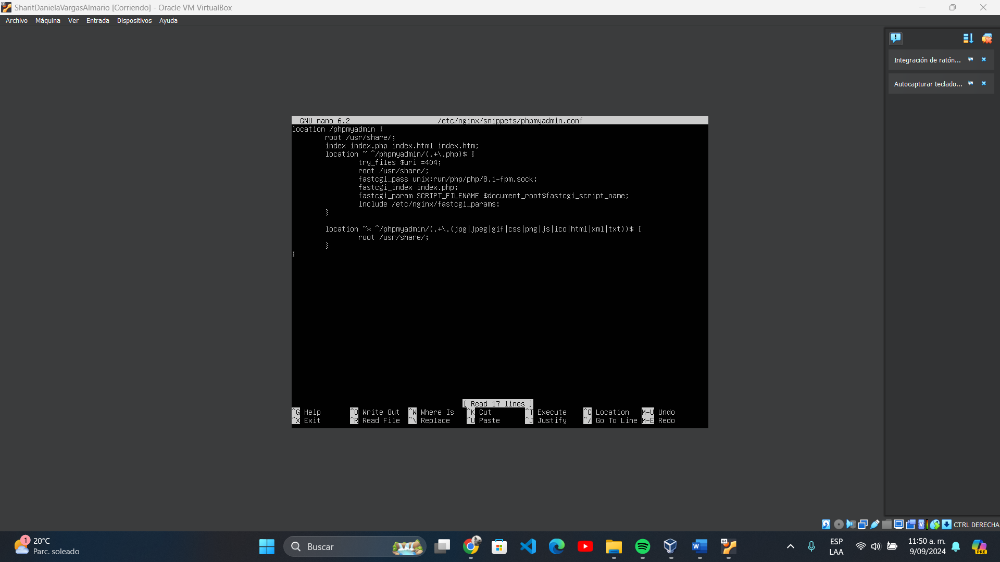 SharitDanielaVargasAlmario [Corriendo] - Oracle VM VirtualBox
Archivo Máquina Ver Entrada Dispositivos Ayuda
Integración de ratón...
Autocapturar teclado...
GNU nano 6.2 /etc/nginx/snippets/phpmyadmin.conf
location /phpmyadmin {
root /usr/share/;
index index.php index.html index.htm;
location ~ ^/phpmyadmin/(.+\.php)$ {
try_files $uri =404;
root /usr/share/;
fastcgi_pass unix:run/php/php/8.1-fpm.sock;
fastcgi_index index.php;
fastcgi_param SCRIPT_FILENAME $document_root$fastcgi_script_name;
include /etc/nginx/fastcgi_params;
}
location ~* ^/phpmyadmin/(.+\.(jpg|jpeg|gif|css|png|js|ico|html|xml|txt))$ {
root /usr/share/;
}
}
[ Read 17 lines ]
^G Help ^O Write Out ^W Where Is ^K Cut ^T Execute ^C Location M-U Undo
^X Exit ^R Read File ^\ Replace ^U Paste ^J Justify ^/ Go To Line M-E Redo
CTRL DERECHA
1
20°C
Parc. soleado
Buscar
ESP
LAA
11:50 a. m.
9/09/2024
PRE